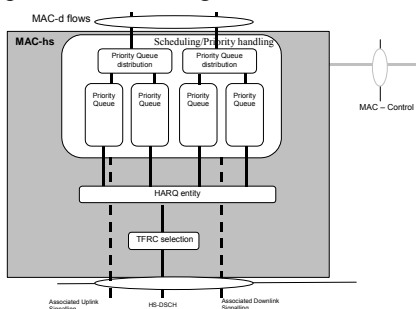 MAC-d flows
MAC-hs
Scheduling/Priority handling
Priority Queue
distribution
Priority Queue
distribution
Priority
Queue
Priority
Queue
Priority
Queue
Priority
Queue
MAC – Control
HARQ entity
TFRC selection
Associated Uplink
Signalling
HS-DSCH
Associated Downlink
Signalling